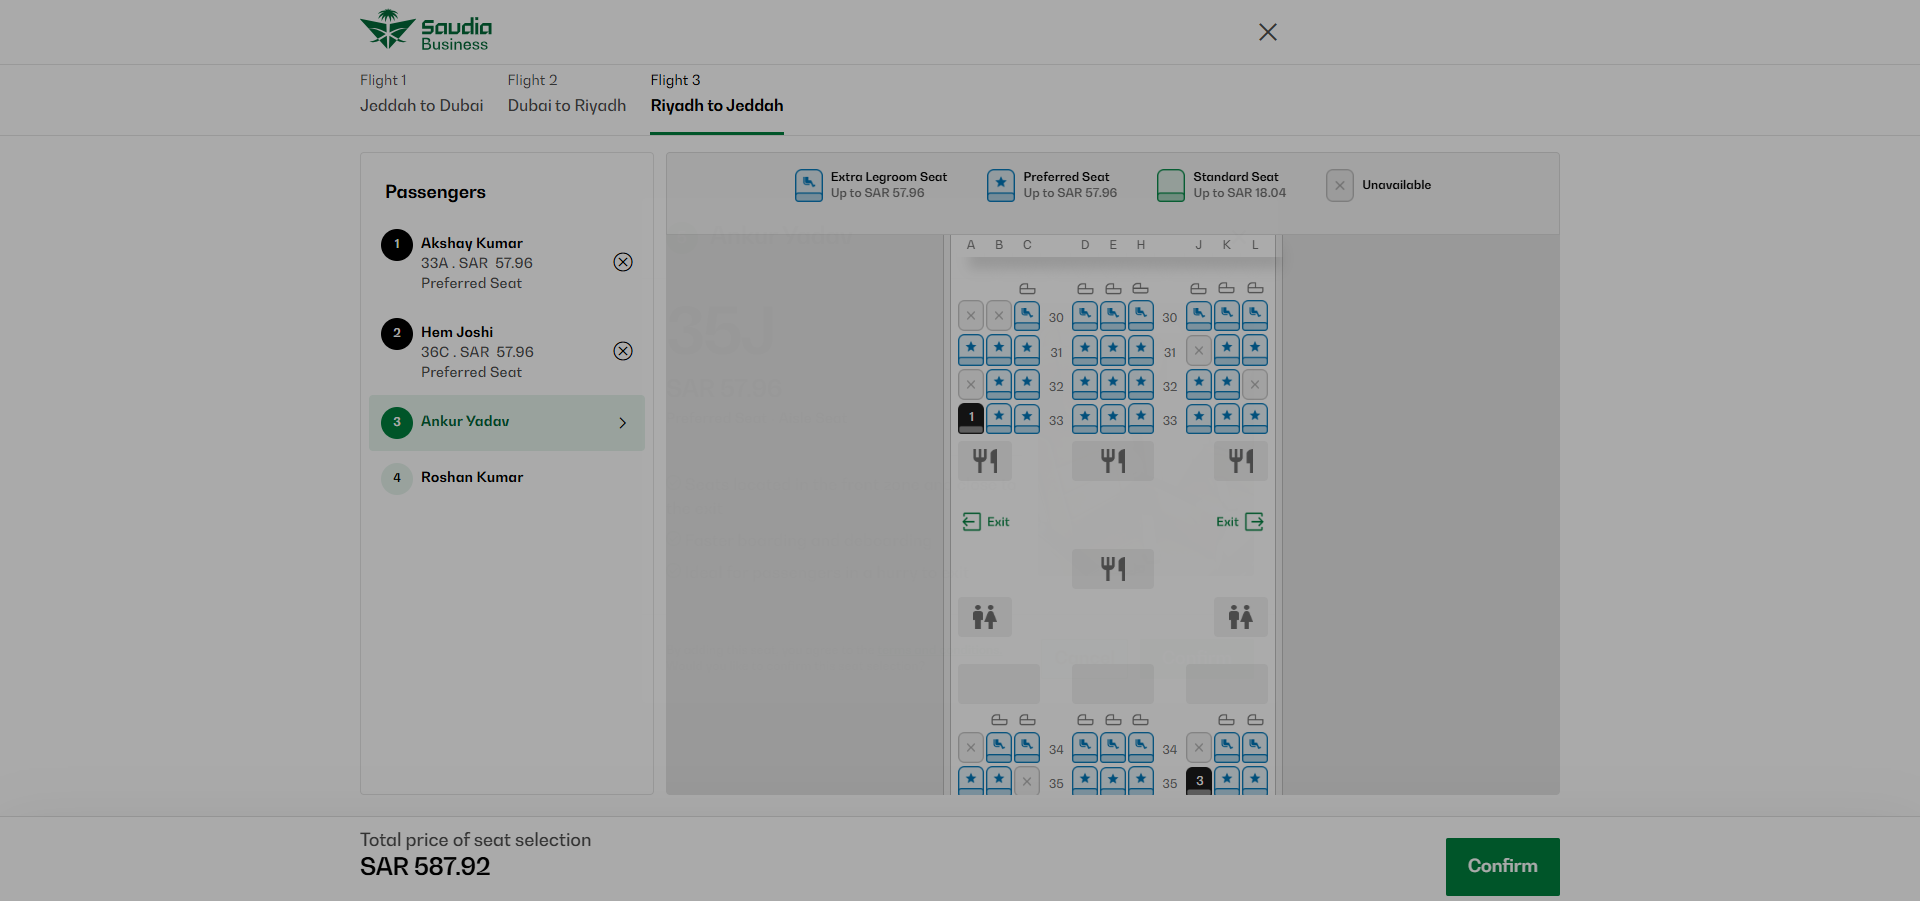 Saudia
Business
Flight 1
Jeddah to Dubai
Flight 2
Dubai to Riyadh
Flight 3
Riyadh to Jeddah
Passengers
1
Akshay Kumar
33A . SAR 57.96
Preferred Seat
2
Hem Joshi
36C . SAR 57.96
Preferred Seat
3
Ankur Yadav
4
Roshan Kumar
Extra Legroom Seat
Up to SAR 57.96
Preferred Seat
Up to SAR 57.96
Standard Seat
Up to SAR 18.04
Unavailable
A B C D E H J K L
30 30
31 31
32 32
1 33 33
Exit Exit
34 34
35 35 3
35J
Total price of seat selection
SAR 587.92
Confirm